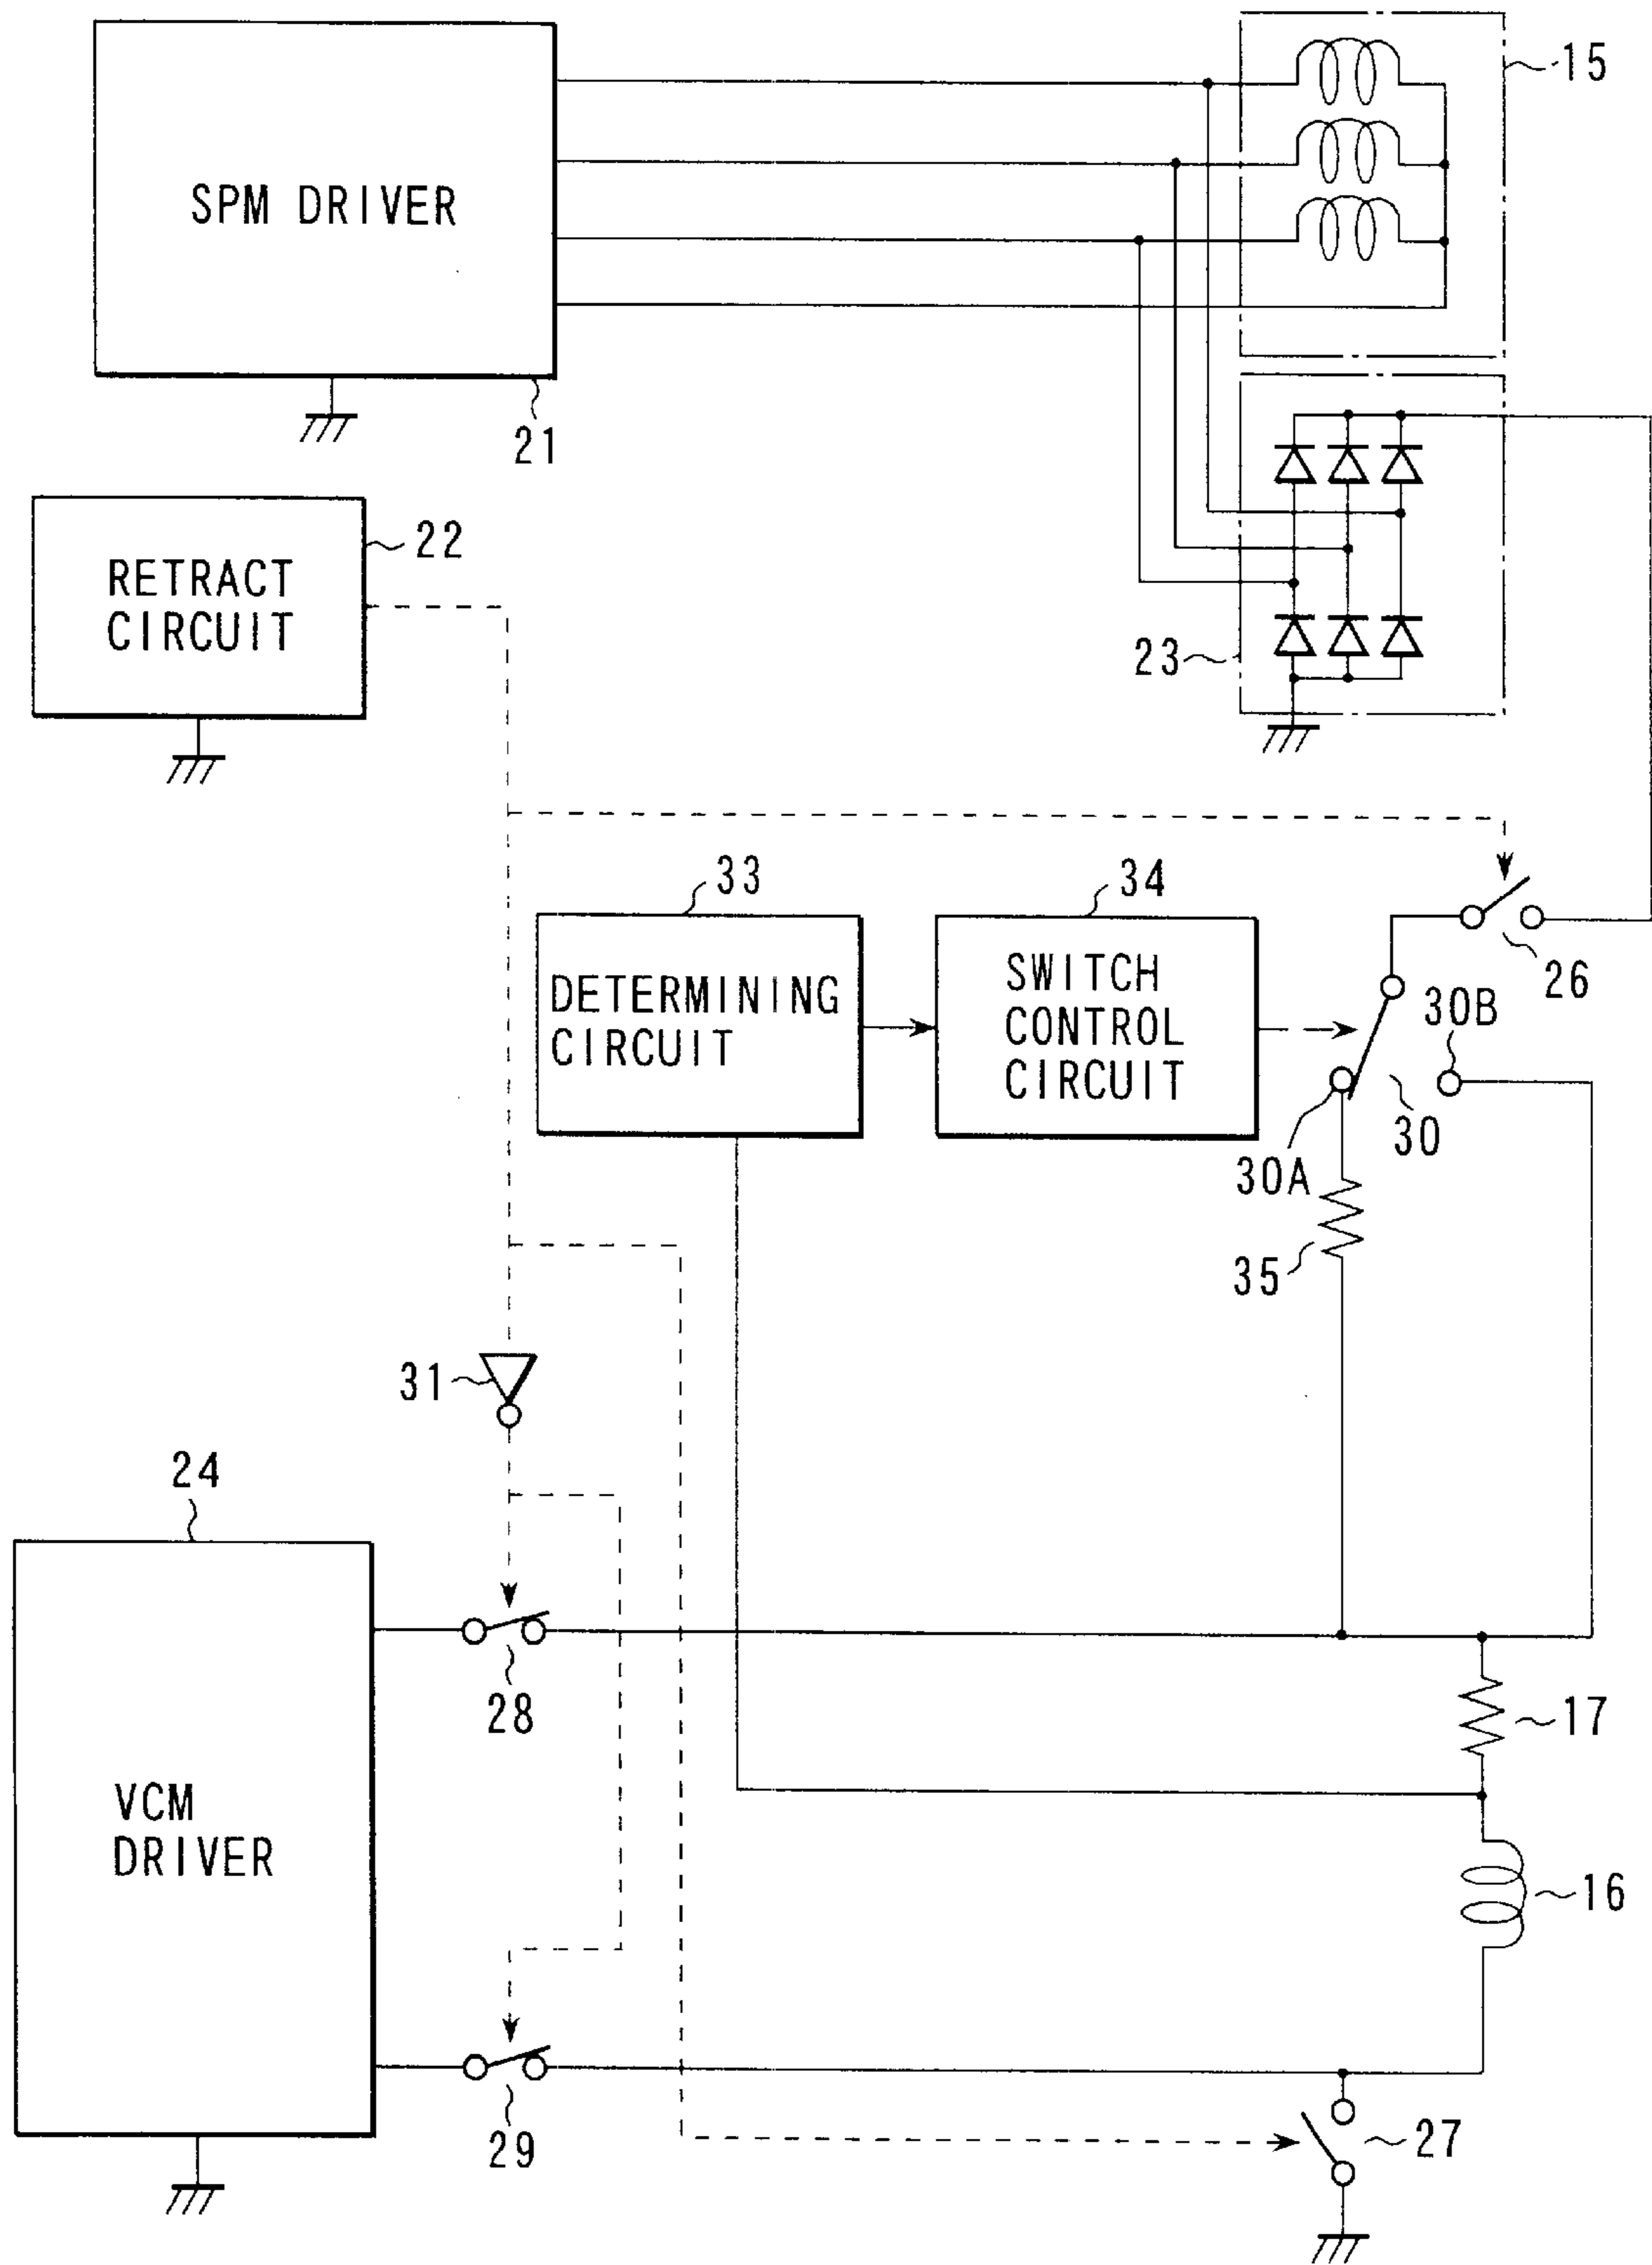 15
SPM DRIVER
21
22
RETRACT
CIRCUIT
23
33
34
26
DETERMINING
CIRCUIT
SWITCH
CONTROL
CIRCUIT
30B
30
30A
35
31
24
28
17
VCM
DRIVER
16
29
27